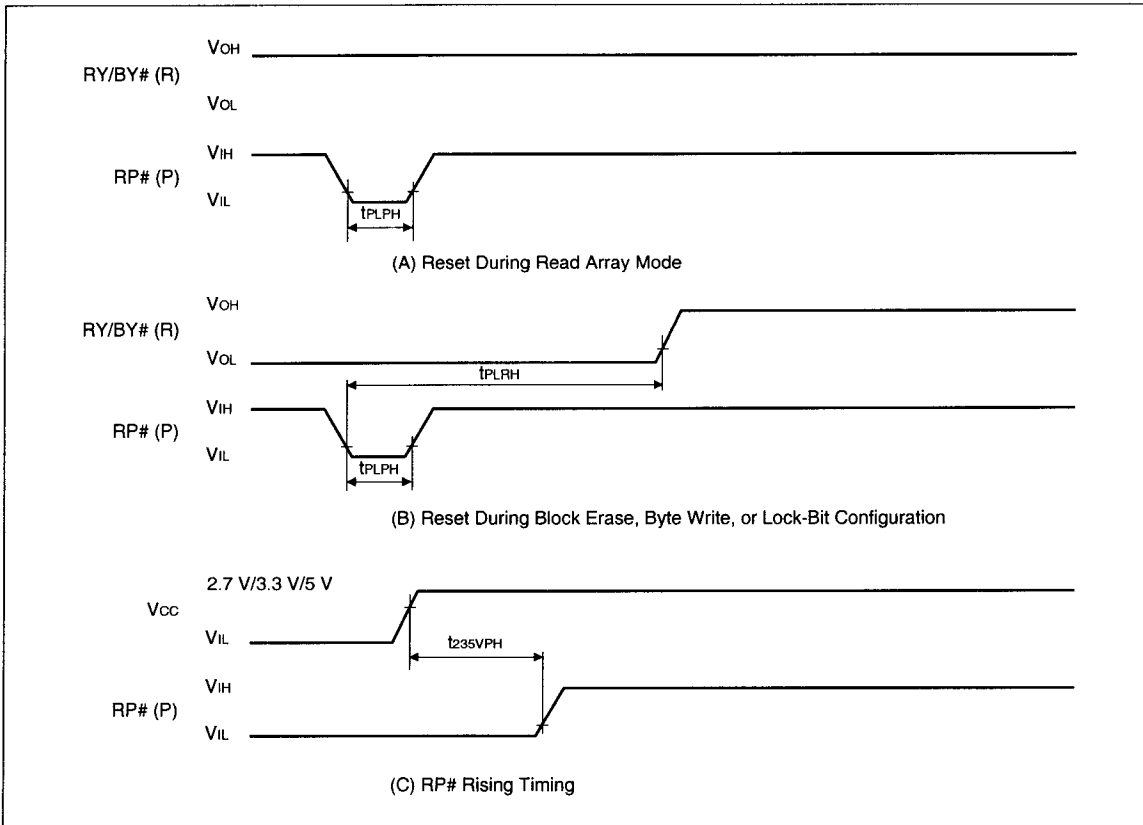 VOH
RY/BY# (R)
VOL
VIH
RP# (P)
VIL
tPLPH
(A) Reset During Read Array Mode
VOH
RY/BY# (R)
VOL
tPLRH
VIH
RP# (P)
VIL
tPLPH
(B) Reset During Block Erase, Byte Write, or Lock-Bit Configuration
2.7 V/3.3 V/5 V
VCC
VIL
t235VPH
VIH
RP# (P)
VIL
(C) RP# Rising Timing